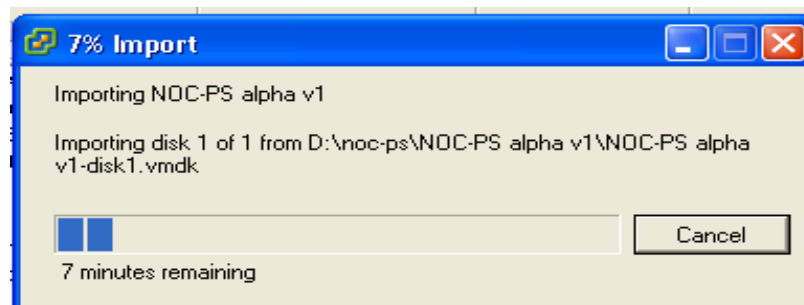 7% Import
Importing NOC-PS alpha v1
Importing disk 1 of 1 from D:\noc-ps\NOC-PS alpha v1\NOC-PS alpha
v1-disk1.vmdk
Cancel
7 minutes remaining